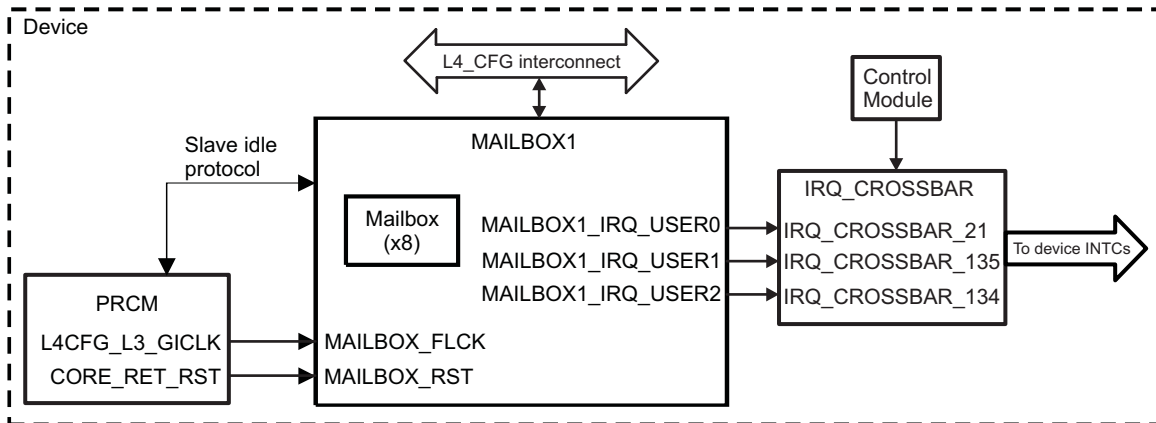 Device
L4_CFG interconnect
Control
Module
MAILBOX1
Slave idle
protocol
IRQ_CROSSBAR
Mailbox
(x8)
MAILBOX1_IRQ_USER0
IRQ_CROSSBAR_21
To device INTCs
MAILBOX1_IRQ_USER1
IRQ_CROSSBAR_135
MAILBOX1_IRQ_USER2
IRQ_CROSSBAR_134
PRCM
L4CFG_L3_GICLK
MAILBOX_FLCK
CORE_RET_RST
MAILBOX_RST